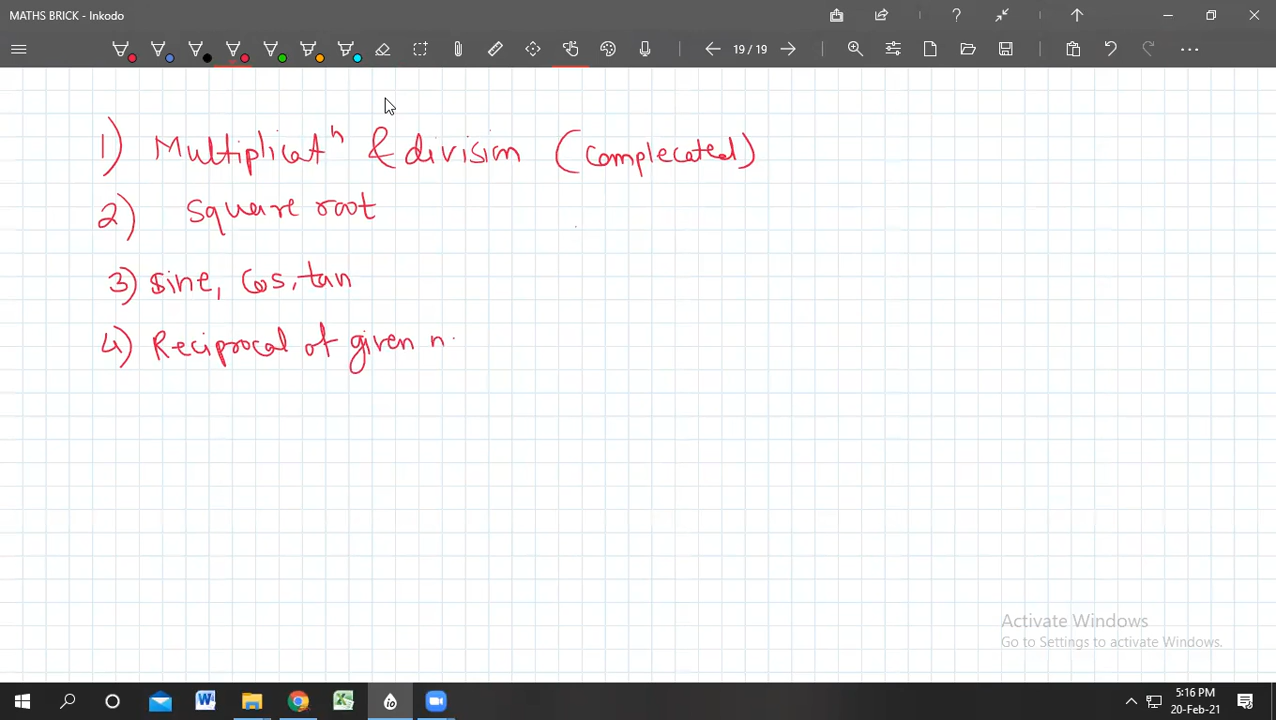 MATHS BRICK - Inkodo
19 / 19
1) Multiplicatn & division (complecated)
2) Square root
3) Sine, Cos, tan
4) Reciprocal of given n.
Activate Windows
Go to Settings to activate Windows.
5:16 PM
20-Feb-21